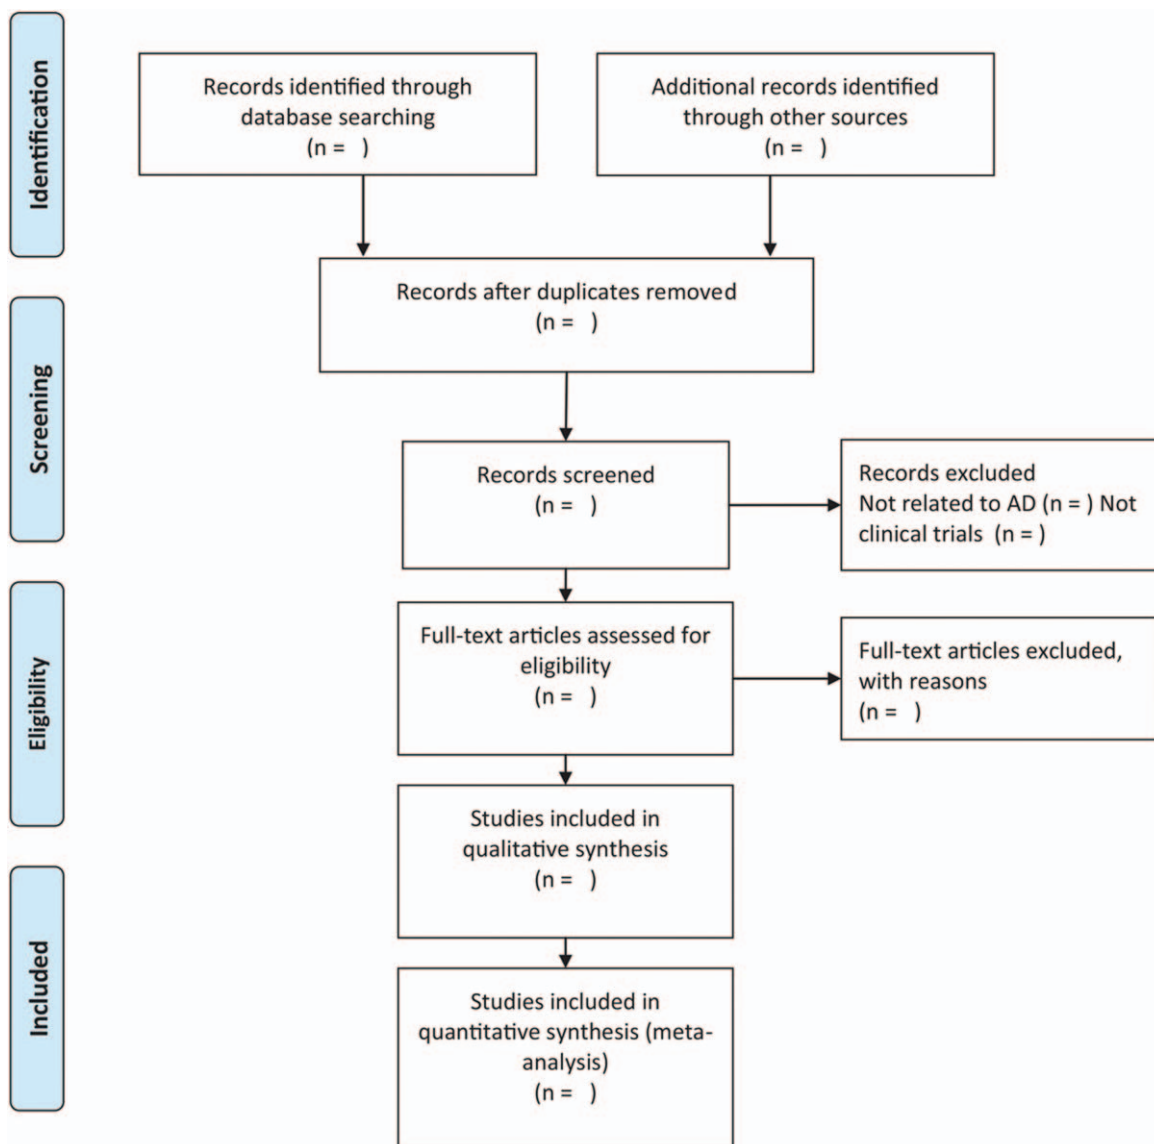 Identification
Records identified through
database searching
(n =   )
Additional records identified
through other sources
(n =   )
Records after duplicates removed
(n =   )
Screening
Records screened
(n =   )
Records excluded
Not related to AD (n = ) Not
clinical trials  (n = )
Eligibility
Full-text articles assessed for
eligibility
(n =   )
Full-text articles excluded,
with reasons
(n =   )
Studies included in
qualitative synthesis
(n =   )
Included
Studies included in
quantitative synthesis (meta-
analysis)
(n =   )